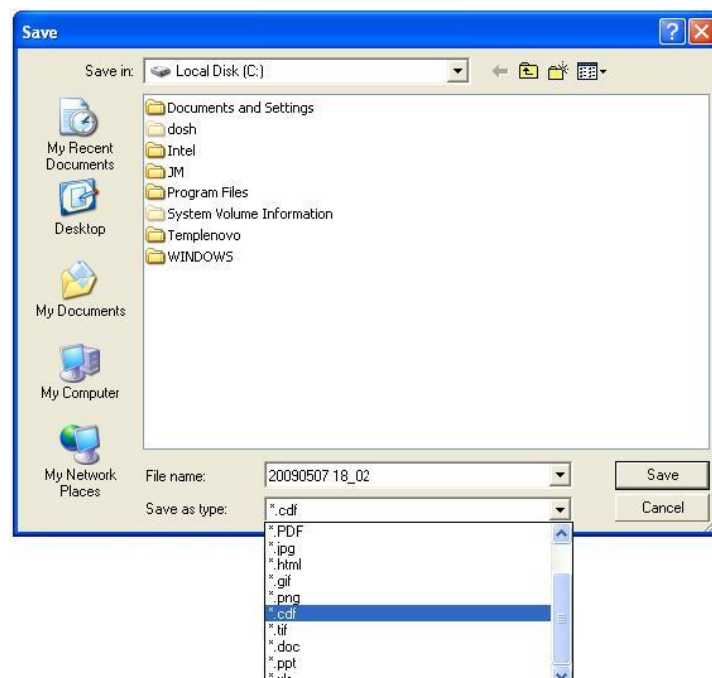 Save
Save in:
Local Disk (C:)
My Recent
Documents
Desktop
My Documents
My Computer
My Network
Places
Documents and Settings
dosh
Intel
JM
Program Files
System Volume Information
Templenovo
WINDOWS
File name:
20090507 18_02
Save
Save as type:
*.cdf
Cancel
*.PDF
*.jpg
*.html
*.gif
*.png
*.cdf
*.tif
*.doc
*.ppt